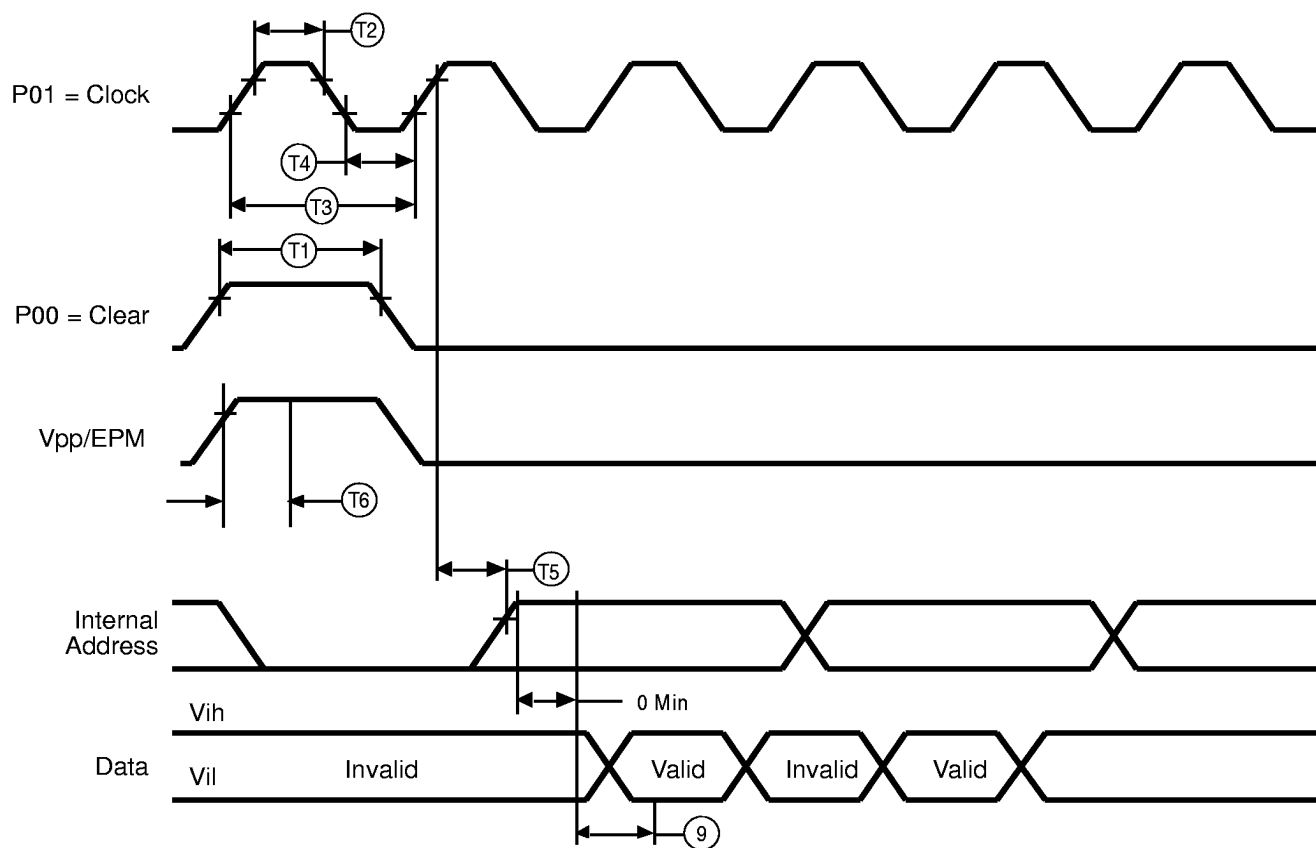 T2
P01 = Clock
T4
T3
T1
P00 = Clear
Vpp/EPM
T6
T5
Internal
Address
0 Min
Vih
Data
Vil
Invalid
Valid
Invalid
Valid
9